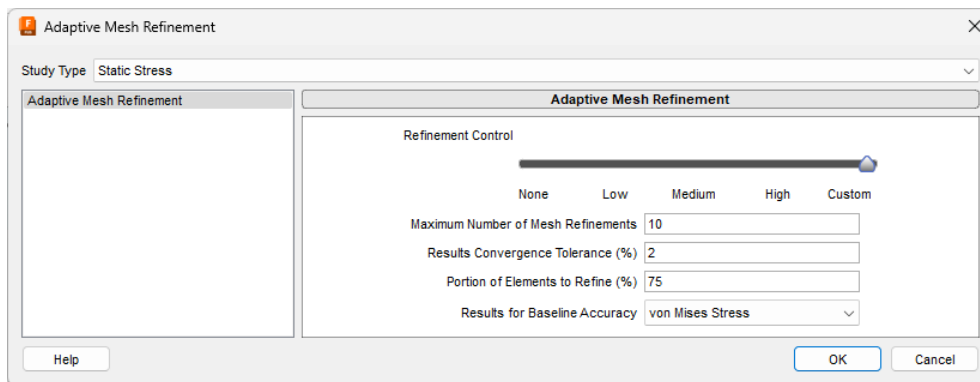 Adaptive Mesh Refinement
Study Type Static Stress
Adaptive Mesh Refinement
Adaptive Mesh Refinement
Refinement Control
None Low Medium High Custom
Maximum Number of Mesh Refinements 10
Results Convergence Tolerance (%) 2
Portion of Elements to Refine (%) 75
Results for Baseline Accuracy von Mises Stress
Help OK Cancel